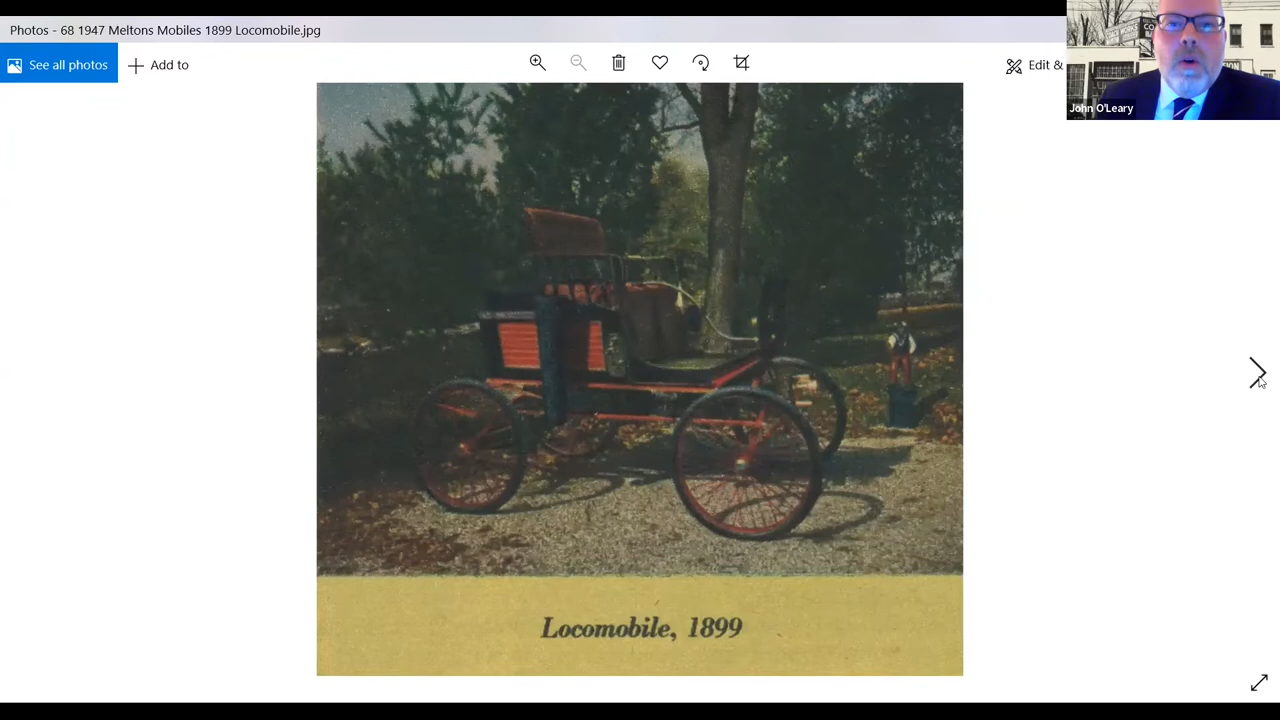 Photos - 68 1947 Meltons Mobiles 1899 Locomobile.jpg
See all photos
Add to
Edit &
John O'Leary
Locomobile, 1899